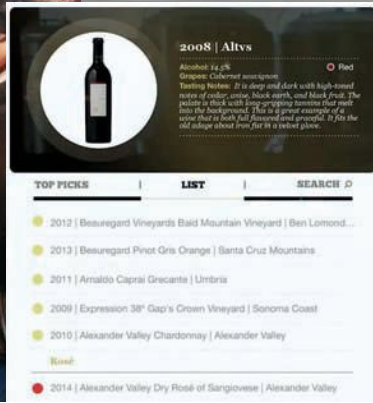 2008 | Altvs
Alcohol: 14.5%
Red
Grapes: Cabernet sauvignon
Tasting Notes: It is deep and dark with high-toned
notes of cedar, anise, black earth, and black fruit. The
palate is thick with long-gripping tannins that melt
into the background. This is a great example of a
wine that is both full flavored and graceful. It fits the
old adage about iron fist in a velvet glove.
TOP PICKS | LIST | SEARCH
2012 | Beauregard Vineyards Bald Mountain Vineyard | Ben Lomond...
2013 | Beauregard Pinot Gris Orange | Santa Cruz Mountains
2011 | Arnaldo Caprai Grecante | Umbria
2009 | Expression 38° Gap's Crown Vineyard | Sonoma Coast
2010 | Alexander Valley Chardonnay | Alexander Valley
Rosé
2014 | Alexander Valley Dry Rosé of Sangiovese | Alexander Valley